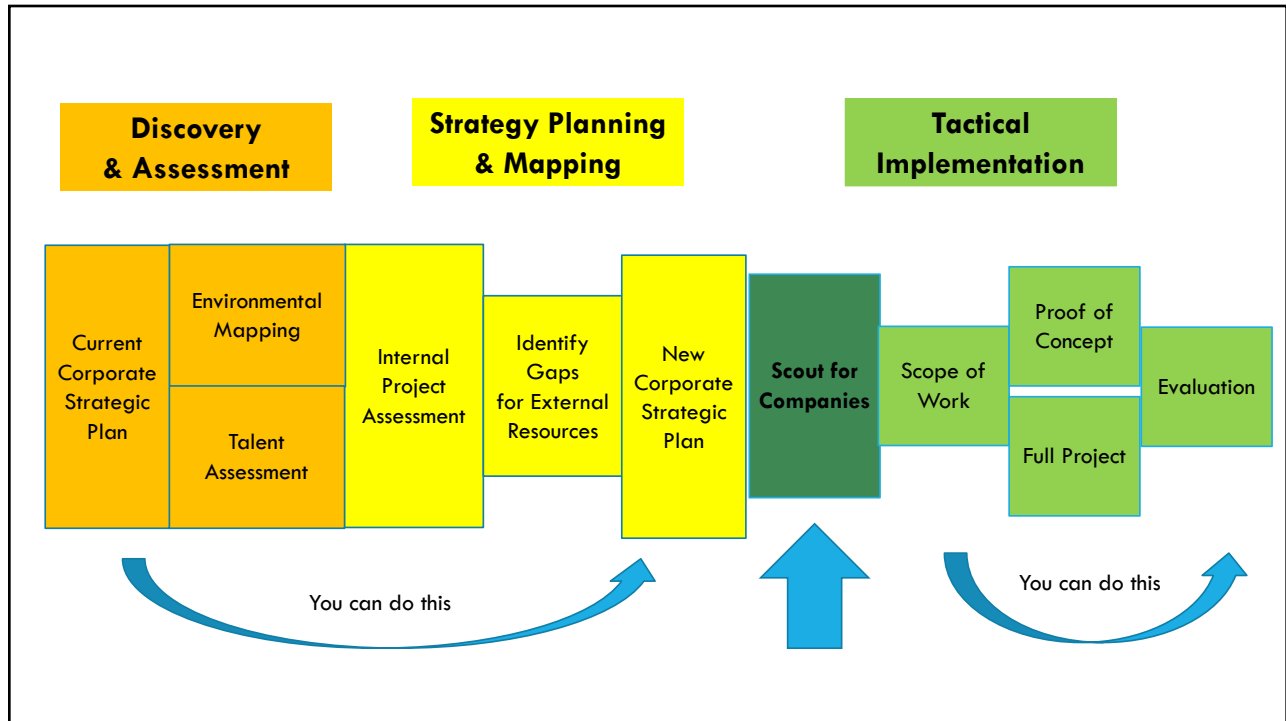 Discovery
& Assessment
Strategy Planning
& Mapping
Tactical
Implementation
Current
Corporate
Strategic
Plan
Environmental
Mapping
Talent
Assessment
Internal
Project
Assessment
Identify
Gaps
for External
Resources
New
Corporate
Strategic
Plan
Scout for
Companies
Scope of
Work
Proof of
Concept
Full Project
Evaluation
You can do this
You can do this